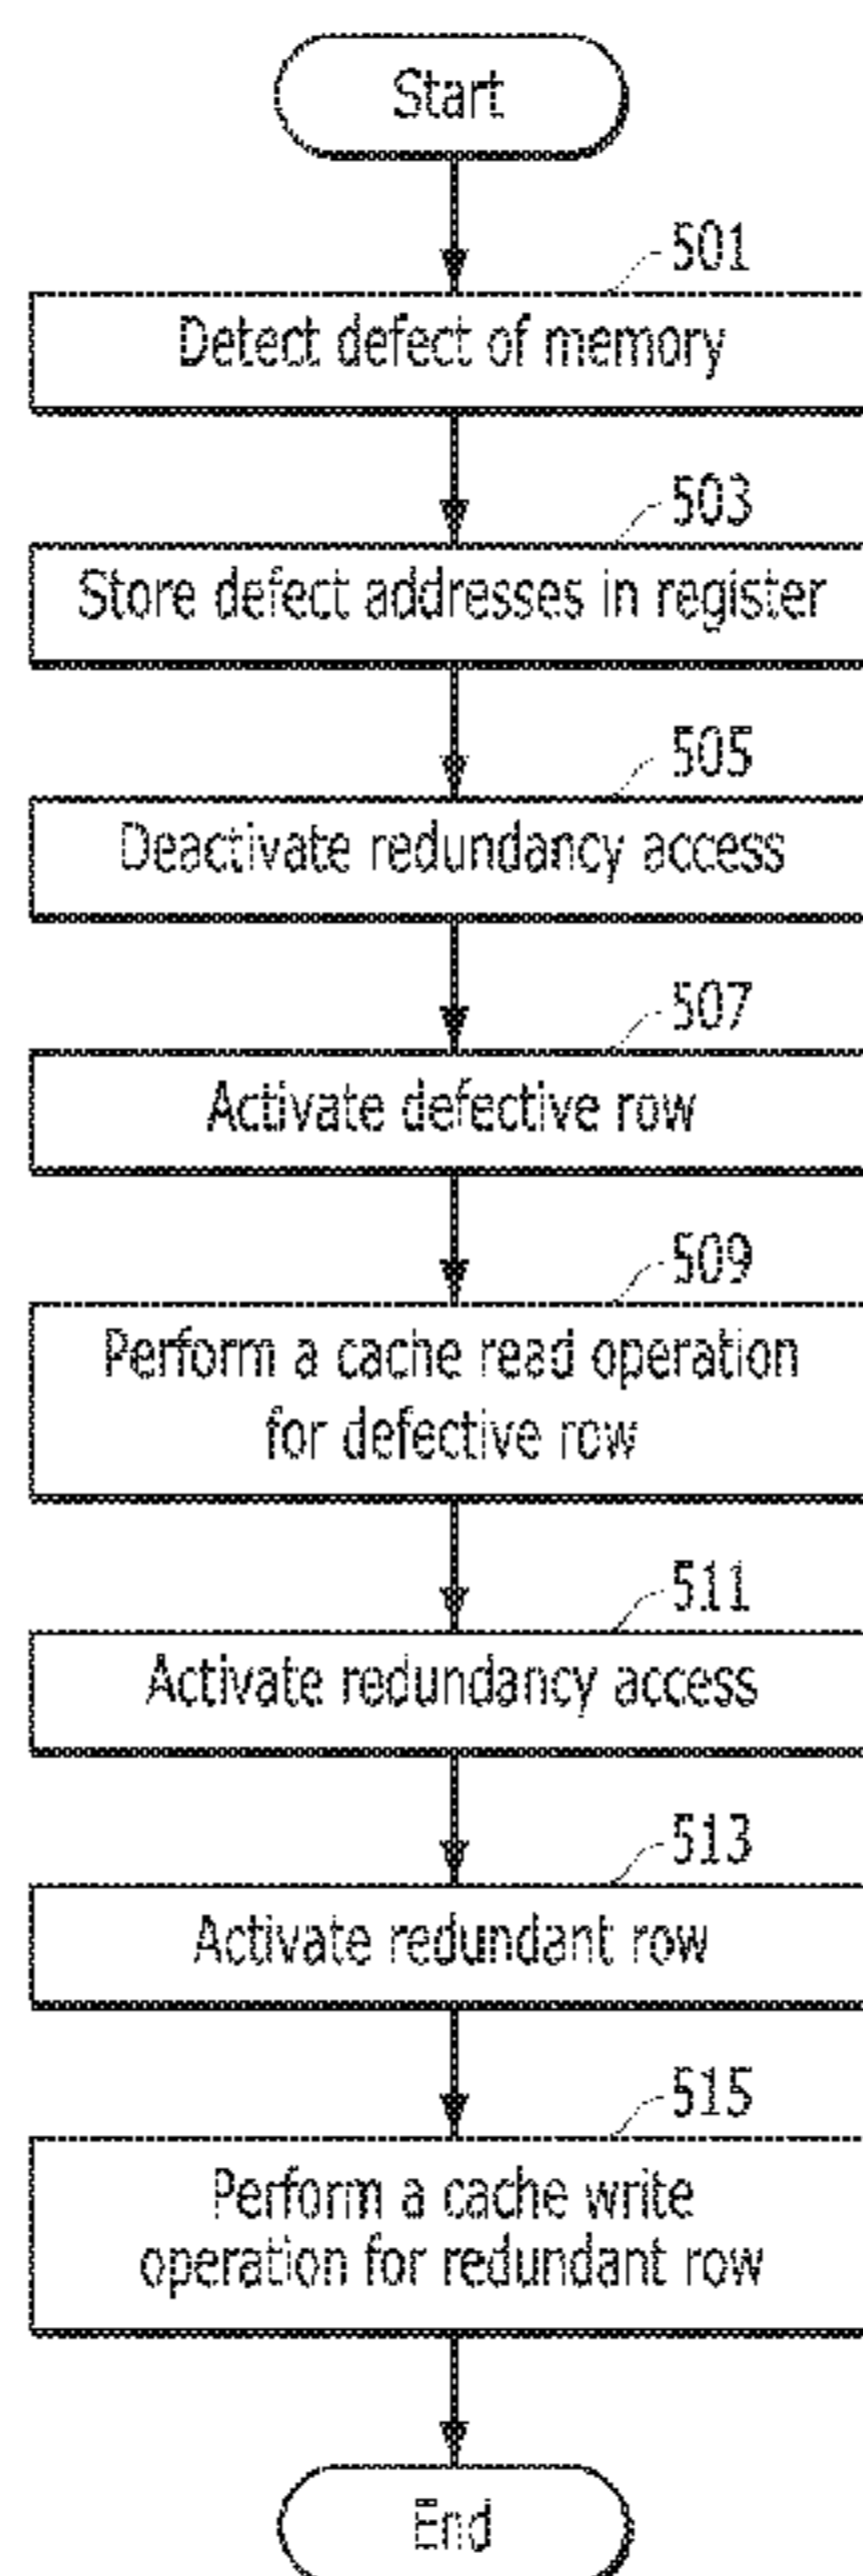 Start
501
Detect defect of memory
503
Store defect addresses in register
505
Deactivate redundancy access
507
Activate defective row
509
Perform a cache read operation
for defective row
511
Activate redundancy access
513
Activate redundant row
515
Perform a cache write
operation for redundant row
End